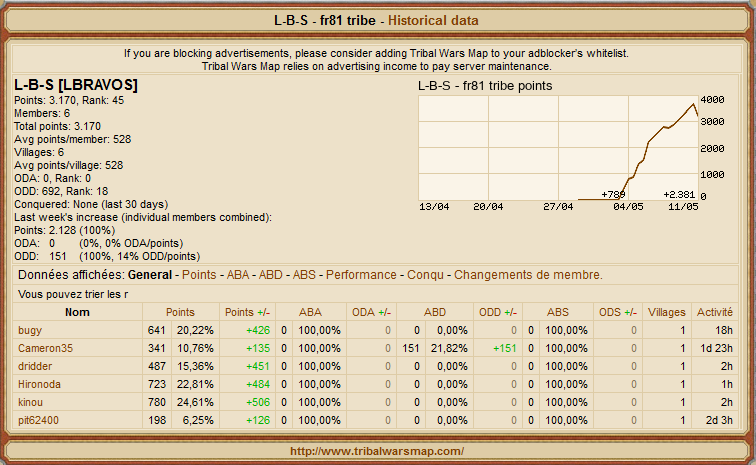 L-B-S - fr81 tribe - Historical data
If you are blocking advertisements, please consider adding Tribal Wars Map to your adblocker's whitelist.
Tribal Wars Map relies on advertising income to pay server maintenance.
L-B-S [LBRAVOS]
Points: 3.170, Rank: 45
Members: 6
Total points: 3.170
Avg points/member: 528
Villages: 6
Avg points/village: 528
ODA: 0, Rank: 0
ODD: 692, Rank: 18
Conquered: None (last 30 days)
Last week's increase (individual members combined):
Points: 2.128 (100%)
ODA: 0 (0%, 0% ODA/points)
ODD: 151 (100%, 14% ODD/points)
L-B-S - fr81 tribe points
4000
3000
2000
1000
0
+789 +2.381
13/04 20/04 27/04 04/05 11/05
Données affichées: General - Points - ABA - ABD - ABS - Performance - Conqu - Changements de membre.
Vous pouvez trier les r
Nom Points Points +/- ABA ODA +/- ABD ODD +/- ABS ODS +/- Villages Activité
bugy 641 20,22% +426 0 100,00% 0 0 0,00% 0 0 100,00% 0 1 18h
Cameron35 341 10,76% +135 0 100,00% 0 151 21,82% +151 0 100,00% 0 1 1d 23h
dridder 487 15,36% +451 0 100,00% 0 0 0,00% 0 0 100,00% 0 1 2h
Hironoda 723 22,81% +484 0 100,00% 0 0 0,00% 0 0 100,00% 0 1 1h
kinou 780 24,61% +506 0 100,00% 0 0 0,00% 0 0 100,00% 0 1 2h
pit62400 198 6,25% +126 0 100,00% 0 0 0,00% 0 0 100,00% 0 1 2d 3h
http://www.tribalwarsmap.com/